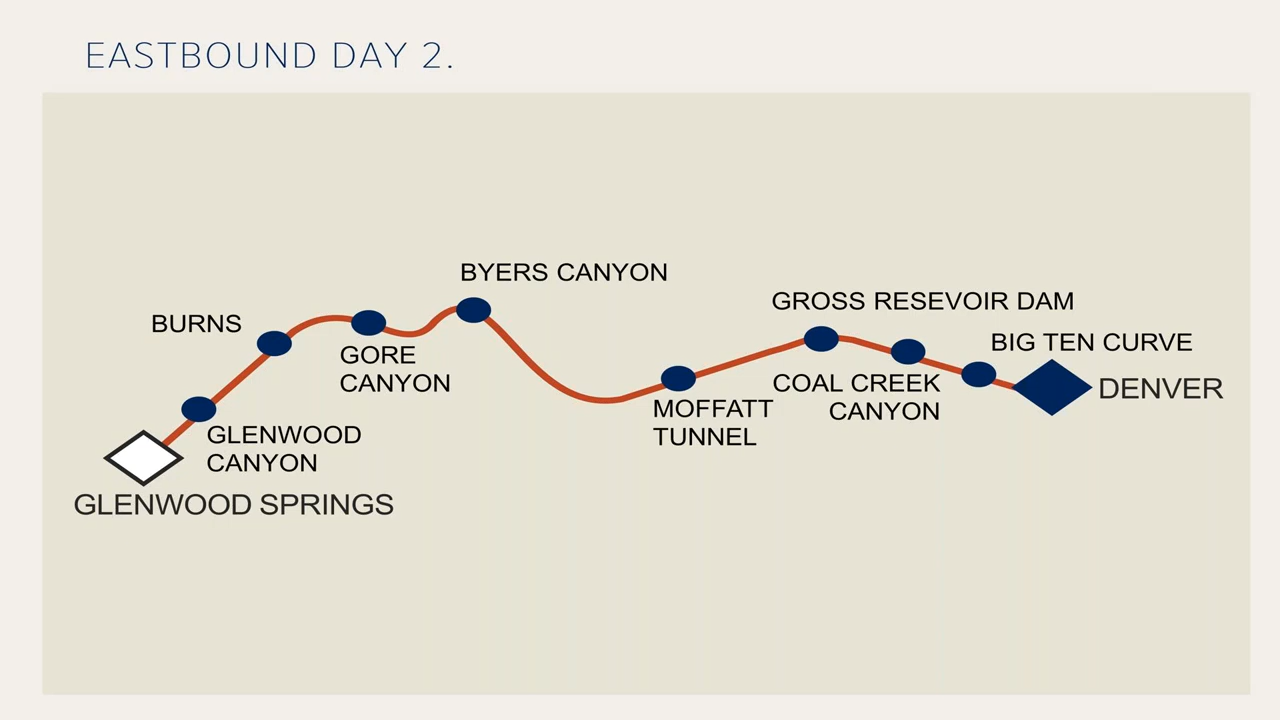 EASTBOUND DAY 2.
BYERS CANYON
GROSS RESEVOIR DAM
BURNS
BIG TEN CURVE
GORE
CANYON
COAL CREEK
CANYON
DENVER
MOFFATT
TUNNEL
GLENWOOD
CANYON
GLENWOOD SPRINGS